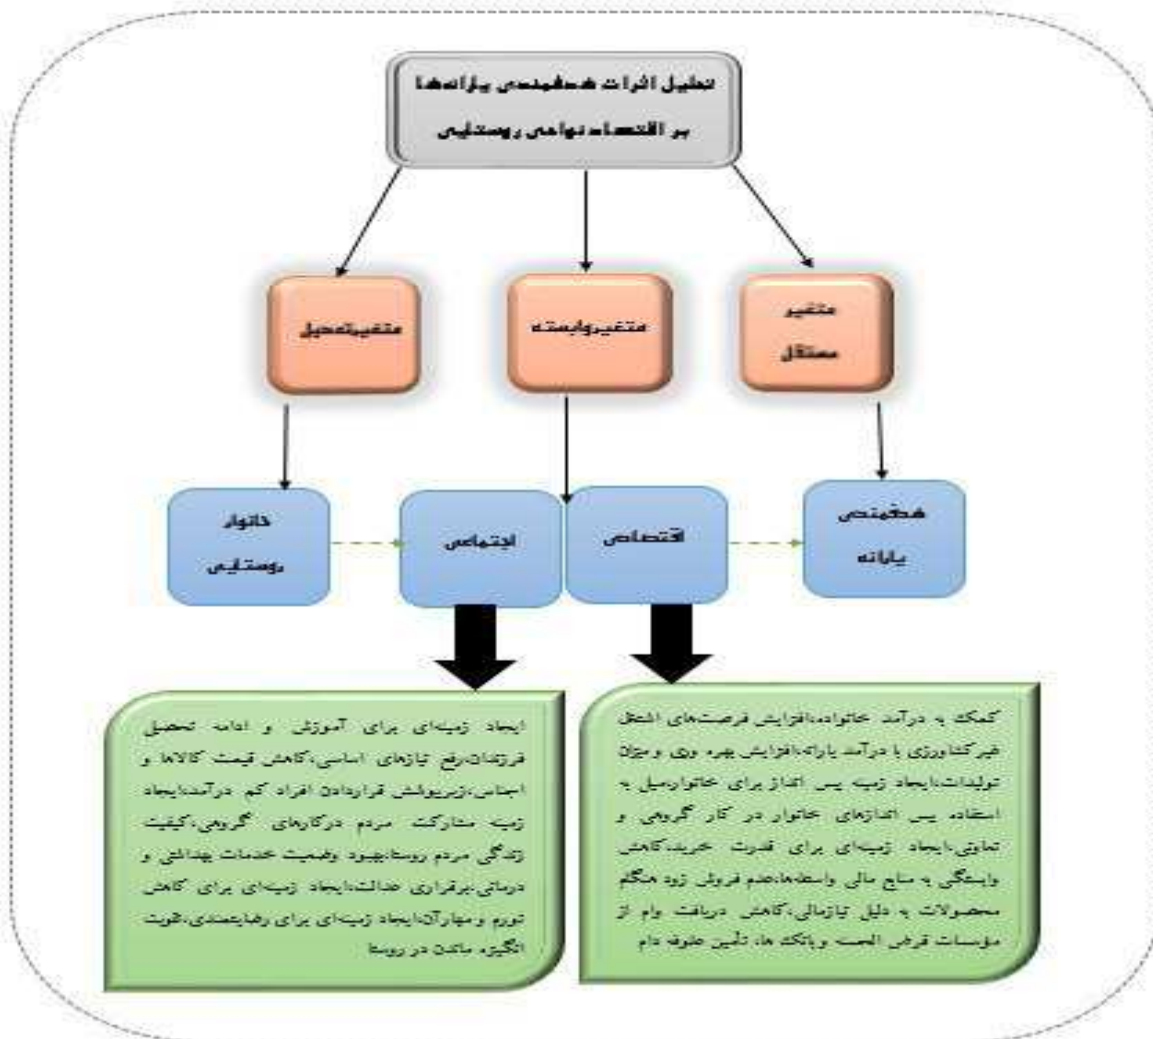 تحلیل اثرات هدفمندی یارانه‌ها
بر اقتصاد نواحی روستایی
متغیر
مستقل
متغیروابسته
متغیرتعدیل
هدفمندی
یارانه
اقتصادی
اجتماعی
خانوار
روستایی
کمک به درآمد خانواده،افزایش فرصت‌های اشتغال
غیرکشاورزی با درآمد یارانه،افزایش بهره وری و میزان
تولیدات،ایجاد زمینه پس انداز برای خانوار،میل به
استفاده پس اندازهای خانوار در کار گروهی و
تعاونی،ایجاد زمینه‌ای برای قدرت خرید،کاهش
وابستگی به منابع مالی واسطه‌ها،عدم فروش زود هنگام
محصولات به دلیل نیازمالی،کاهش دریافت وام از
مؤسسات قرض الحسنه و بانک ها، تأمین علوفه دام
ایجاد زمینه‌ای برای آموزش و ادامه تحصیل
فرزندان،رفع نیازهای اساسی،کاهش قیمت کالاها و
اجناس،زیرپوشش قراردادن افراد کم درآمد،ایجاد
زمینه مشارکت مردم درکارهای گروهی،کیفیت
زندگی مردم روستا،بهبود وضعیت خدمات بهداشتی و
درمانی،برقراری عدالت،ایجاد زمینه‌ای برای کاهش
تورم و مهارآن،ایجاد زمینه‌ای برای رضایتمندی،تقویت
انگیزه ماندن در روستا